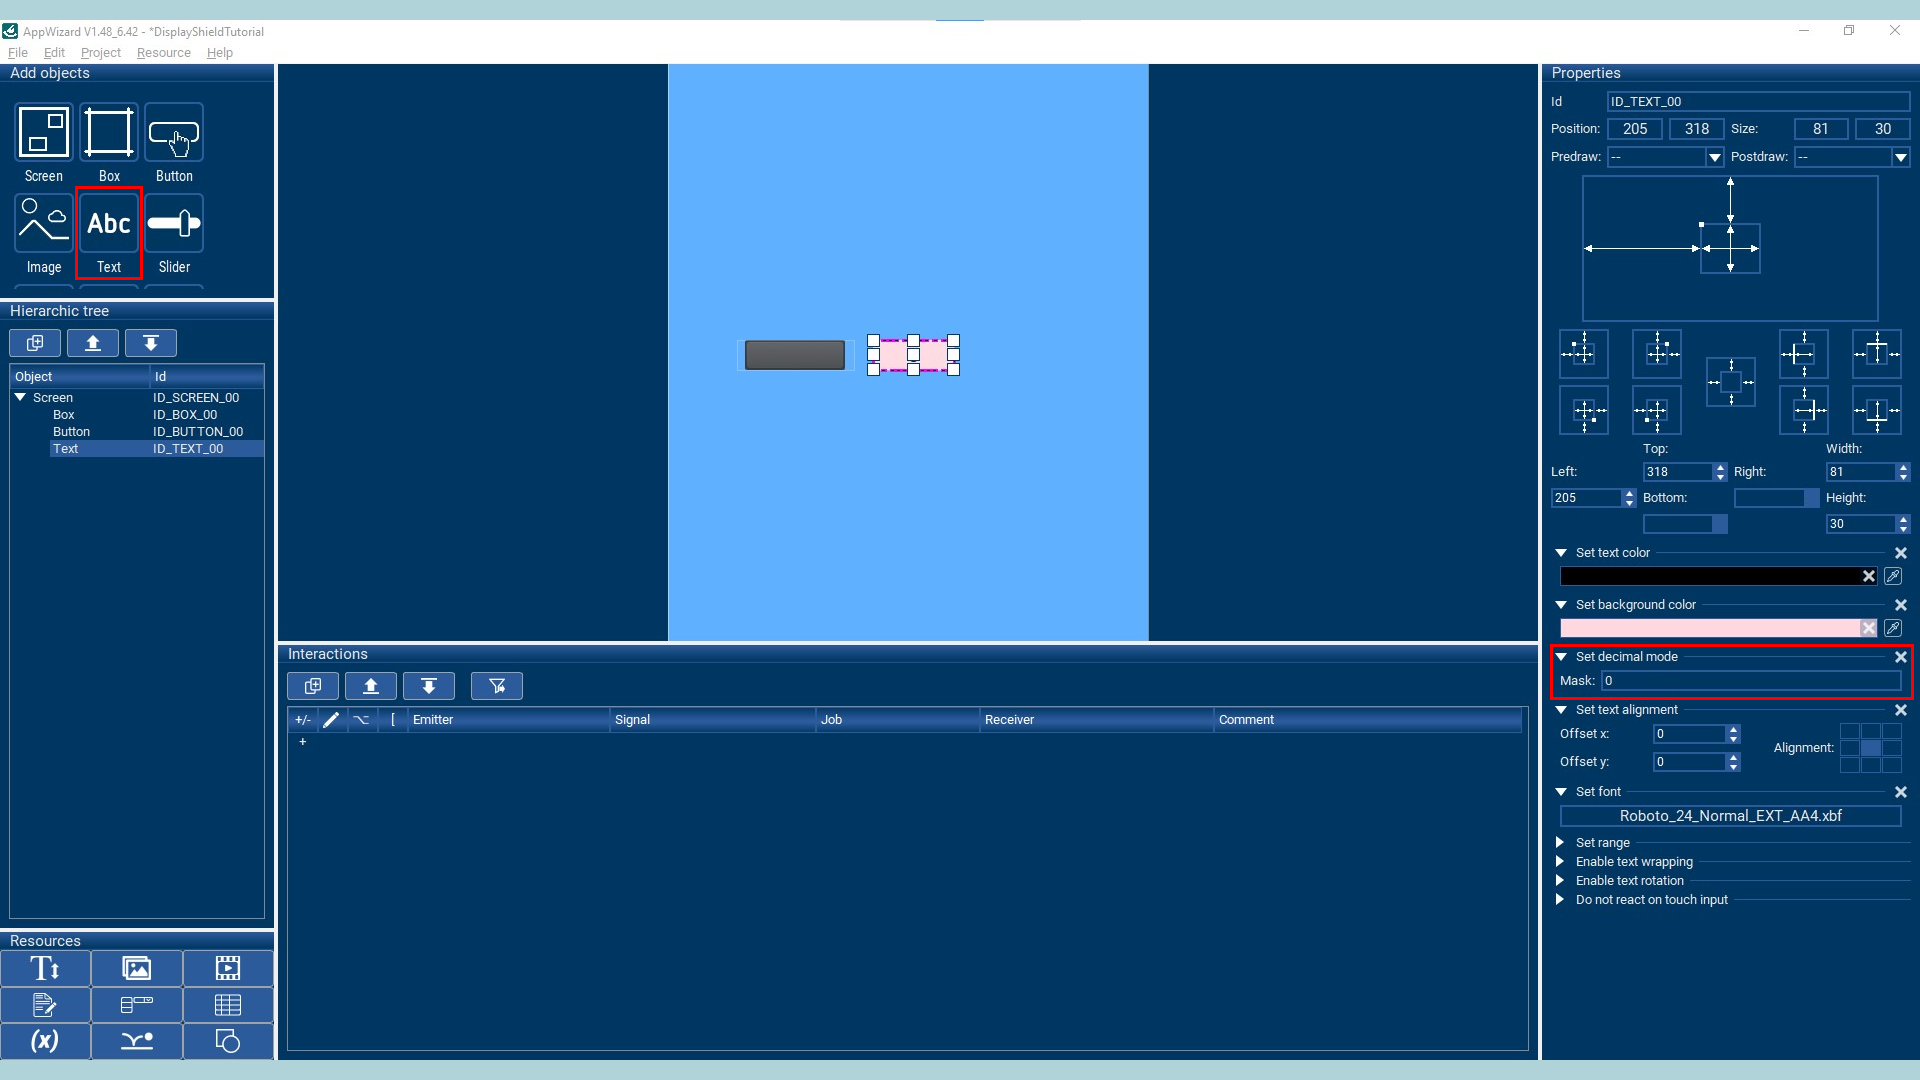 AppWizard V1.48_6.42 - *DisplayShieldTutorial
File Edit Project Resource Help
Add objects
Screen Box Button
Abc
Image Text Slider
Hierarchic tree
Object Id
Screen ID_SCREEN_00
Box ID_BOX_00
Button ID_BUTTON_00
Text ID_TEXT_00
Resources
T
(x)
Interactions
+/- [ Emitter Signal Job Receiver Comment
+
Properties
Id ID_TEXT_00
Position: 205 318 Size: 81 30
Predraw: -- Postdraw: --
Top: Width:
Left: 318 Right: 81
205 Bottom: Height:
30
Set text color
Set background color
Set decimal mode
Mask: 0
Set text alignment
Offset x: 0
Alignment:
Offset y: 0
Set font
Roboto_24_Normal_EXT_AA4.xbf
Set range
Enable text wrapping
Enable text rotation
Do not react on touch input